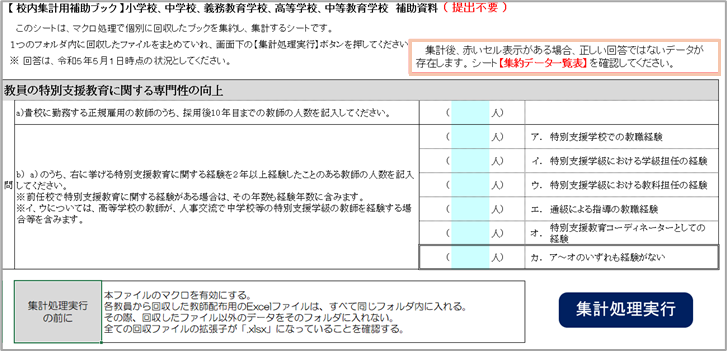 【 校内集計用補助ブック】小学校、中学校、義務教育学校、高等学校、中等教育学校　補助資料（ 提出不要 ）
このシートは、マクロ処理で個別に回収したブックを集約し、集計するシートです。
1つのフォルダ内に回収したファイルをまとめていれ、画面下の【集計処理実行】ボタンを押してください
※ 回答は、令和5年5月1日時点の状況としてください。
集計後、赤いセル表示がある場合、正しい回答ではないデータが
存在します。シート【集約データ一覧表】を確認してください。
教員の特別支援教育に関する専門性の向上
問
a)貴校に勤務する正規雇用の教師のうち、採用後10年目までの教師の人数を記入してください。
（　　人）
b) a)のうち、右に挙げる特別支援教育に関する経験を2年以上経験したことのある教師の人数を記入
してください。
※前任校で特別支援教育に関する経験がある場合は、その年数も経験年数に含みます。
※イ、ウについては、高等学校の教師が、人事交流で中学校等の特別支援学級の教師を経験する場
合等を含みます。
（　　人）　ア．特別支援学校での教職経験
（　　人）　イ．特別支援学級における学級担任の経験
（　　人）　ウ．特別支援学級における教科担任の経験
（　　人）　エ．通級による指導の教職経験
（　　人）　オ．特別支援教育コーディネーターとしての
経験
（　　人）　カ．ア～オのいずれも経験がない
集計処理実行
の前に
本ファイルのマクロを有効にする。
各教員から回収した教師配布用のExcelファイルは、すべて同じフォルダ内に入れる。
その際、回収したファイル以外のデータをそのフォルダに入れない。
全ての回収ファイルの拡張子が「.xlsx」になっていることを確認する。
集計処理実行